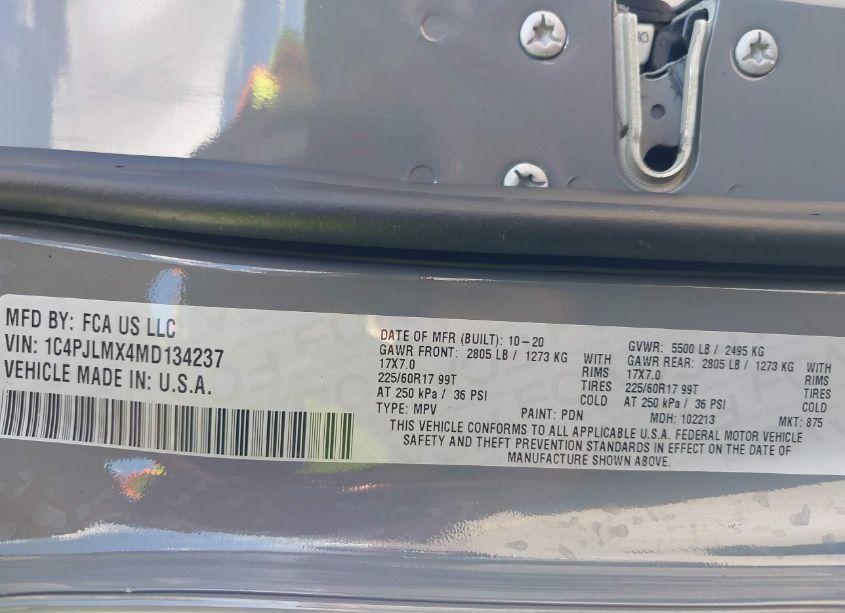 MFD BY: FCA US LLC
VIN: 1C4PJLMX4MD134237
VEHICLE MADE IN: U.S.A.
DATE OF MFR (BUILT): 10-20 GVWR: 5500 LB / 2495 KG
GAWR FRONT: 2805 LB / 1273 KG WITH GAWR REAR: 2805 LB / 1273 KG WITH
17X7.0 RIMS 17X7.0 RIMS
225/60R17 99T TIRES 225/60R17 99T TIRES
AT 250 kPa / 36 PSI COLD AT 250 kPa / 36 PSI COLD
TYPE: MPV PAINT: PDN MDH: 102213 MKT: 875
THIS VEHICLE CONFORMS TO ALL APPLICABLE U.S.A. FEDERAL MOTOR VEHICLE
SAFETY AND THEFT PREVENTION STANDARDS IN EFFECT ON THE DATE OF
MANUFACTURE SHOWN ABOVE.